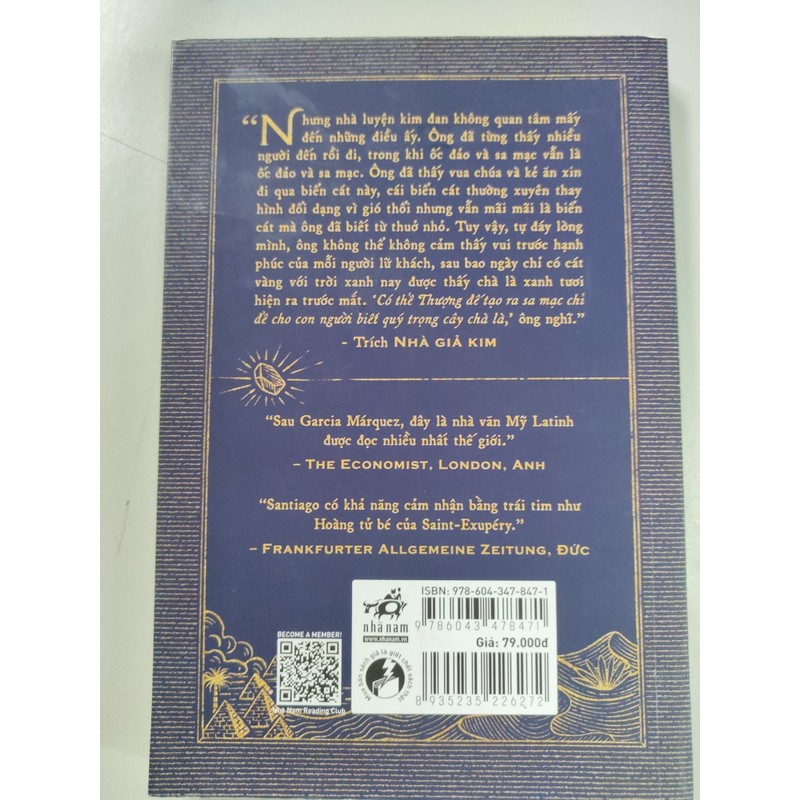 “Nhưng nhà luyện kim đan không quan tâm mấy
đến những điều ấy. Ông đã từng thấy nhiều
người đến rồi đi, trong khi ốc đảo và sa mạc vẫn là
ốc đảo và sa mạc. Ông đã thấy vua chúa và kẻ ăn xin
đi qua biển cát này, cái biển cát thường xuyên thay
hình đổi dạng vì gió thổi nhưng vẫn mãi mãi là biển
cát mà ông đã biết từ thuở nhỏ. Tuy vậy, tự đáy lòng
mình, ông không thể không cảm thấy vui trước hạnh
phúc của mỗi người lữ khách, sau bao ngày chỉ có cát
vàng với trời xanh nay được thấy chà là xanh tươi
hiện ra trước mắt. ‘Có thể Thượng đế tạo ra sa mạc chỉ
để cho con người biết quý trọng cây chà là,’ ông nghĩ.”
- Trích NHÀ GIẢ KIM
“Sau Garcia Márquez, đây là nhà văn Mỹ Latinh
được đọc nhiều nhất thế giới.”
– THE ECONOMIST, LONDON, ANH
“Santiago có khả năng cảm nhận bằng trái tim như
Hoàng tử bé của Saint-Exupéry.”
– FRANKFURTER ALLGEMEINE ZEITUNG, ĐỨC
BECOME A MEMBER!
Nha Nam Reading Club
nhã nam
www.nhanam.vn
Mua bán sách giả là giết chết sách thật
ISBN: 978-604-347-847-1
9 786043 478471
Giá: 79.000đ
8 935235 226272